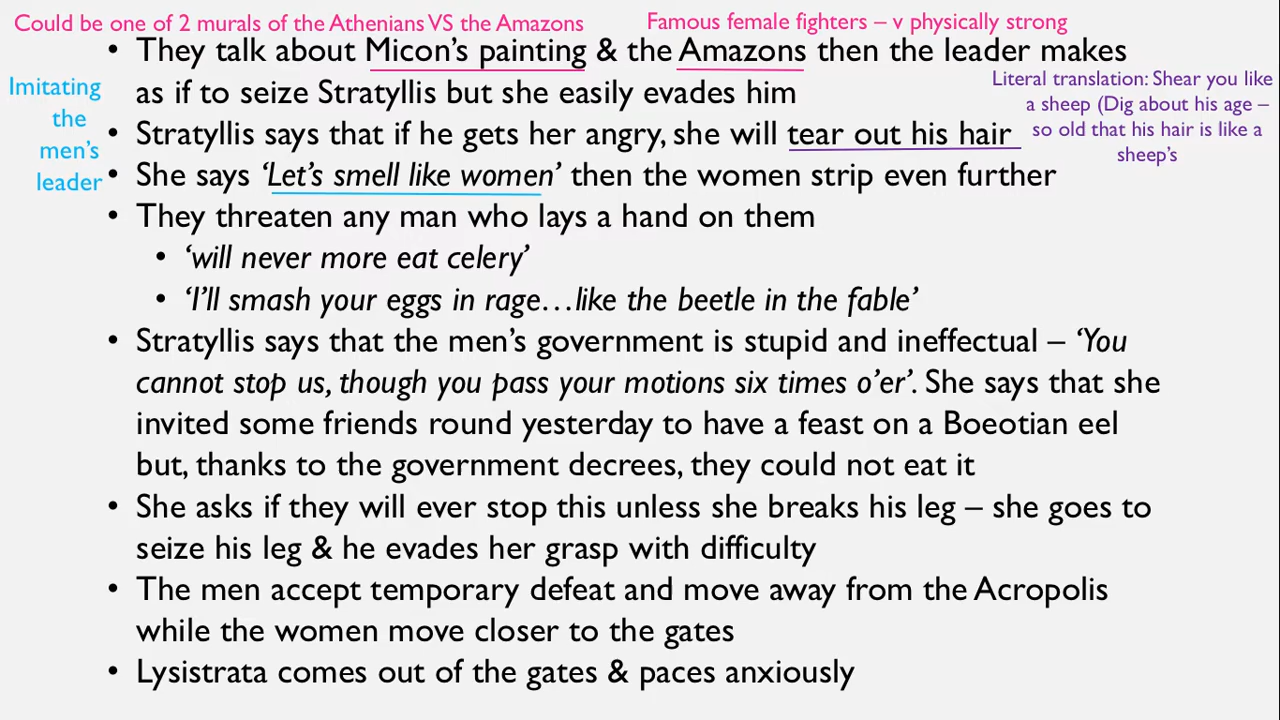 Could be one of 2 murals of the Athenians VS the Amazons
Famous female fighters – v physically strong
• They talk about Micon's painting & the Amazons then the leader makes
as if to seize Stratyllis but she easily evades him
Literal translation: Shear you like
a sheep (Dig about his age –
so old that his hair is like a
sheep's
Imitating
the
men's
leader
• Stratyllis says that if he gets her angry, she will tear out his hair
• She says ‘Let's smell like women’ then the women strip even further
• They threaten any man who lays a hand on them
• ‘will never more eat celery’
• ‘I'll smash your eggs in rage…like the beetle in the fable’
• Stratyllis says that the men's government is stupid and ineffectual – ‘You
cannot stop us, though you pass your motions six times o'er’. She says that she
invited some friends round yesterday to have a feast on a Boeotian eel
but, thanks to the government decrees, they could not eat it
• She asks if they will ever stop this unless she breaks his leg – she goes to
seize his leg & he evades her grasp with difficulty
• The men accept temporary defeat and move away from the Acropolis
while the women move closer to the gates
• Lysistrata comes out of the gates & paces anxiously